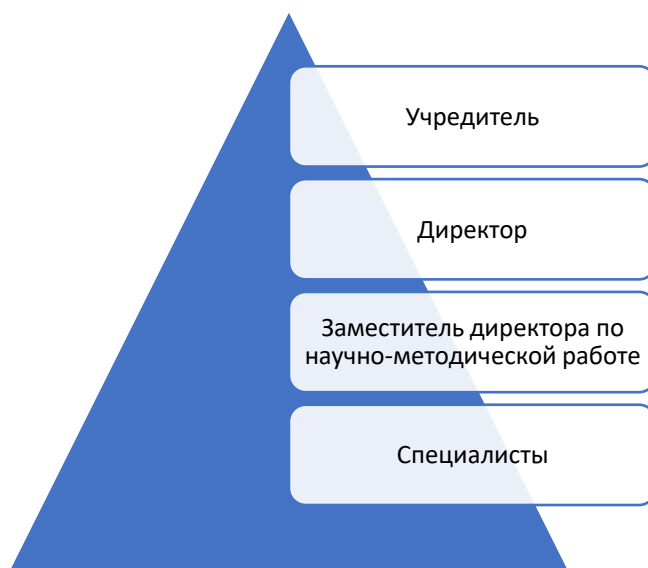 Учредитель
Директор
Заместитель директора по
научно-методической работе
Специалисты